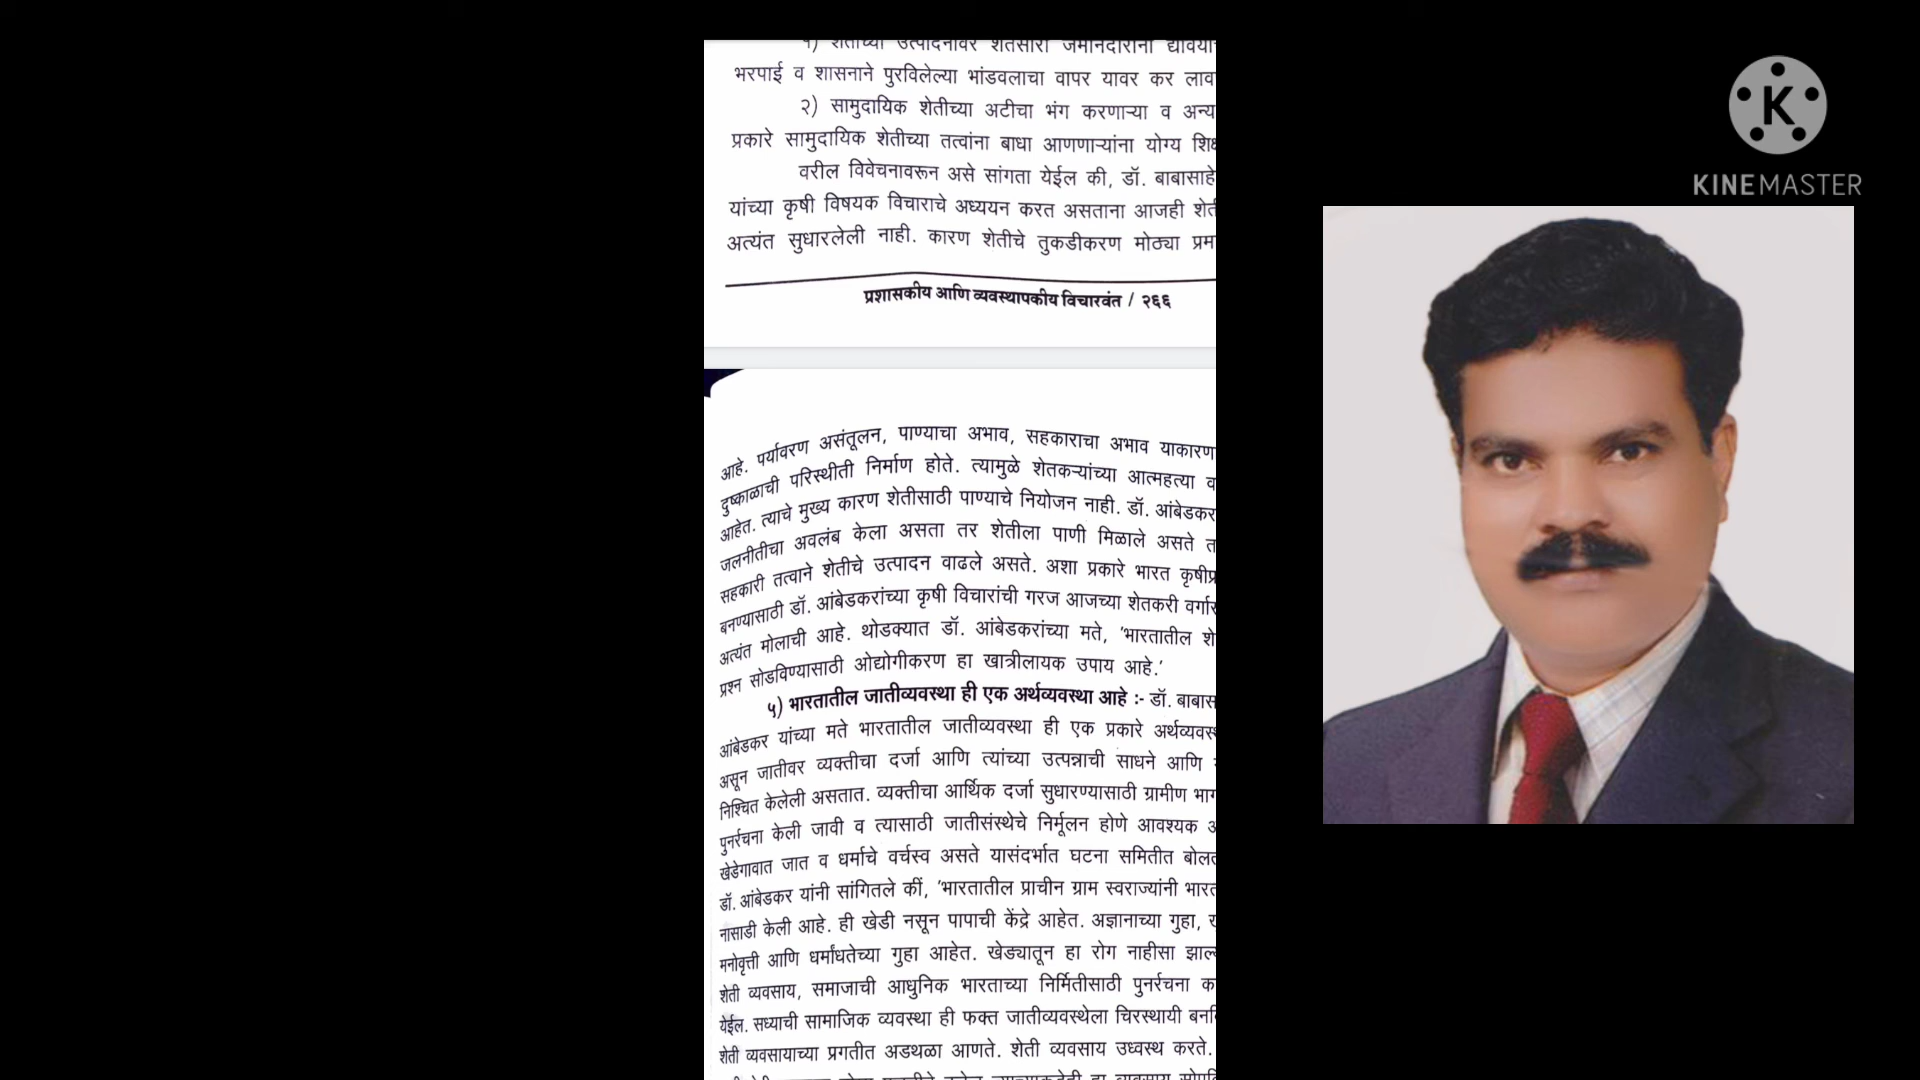 १) शेतीच्या उत्पादनावर शेतसारा जमीनदारांना
भरपाई व शासनाने पुरविलेल्या भांडवलाचा वापर यावर कर लाव
२) सामुदायिक शेतीच्या अटीचा भंग करणाऱ्या व अन्य
प्रकारे सामुदायिक शेतीच्या तत्वांना बाधा आणणाऱ्यांना योग्य
वरील विवेचनावरून असे सांगता येईल की, डॉ. बाबासाहे
यांच्या कृषी विषयक विचाराचे अध्ययन करत असताना आजही
अत्यंत सुधारलेली नाही. कारण शेतीचे तुकडीकरण मोठ्या प्रम
प्रशासकीय आणि व्यवस्थापकीय विचारवंत / २६६
आहे. पर्यावरण असंतूलन, पाण्याचा अभाव, सहकाराचा अभाव याकारण
दुष्काळाची परिस्थीती निर्माण होते. त्यामुळे शेतकऱ्यांच्या आत्महत्या व
आहेत. त्याचे मुख्य कारण शेतीसाठी पाण्याचे नियोजन नाही. डॉ. आंबेडकर
जलनीतीचा अवलंब केला असता तर शेतीला पाणी मिळाले असते त
सहकारी तत्वाने शेतीचे उत्पादन वाढले असते. अशा प्रकारे भारत कृषीप्र
बनण्यासाठी डॉ. आंबेडकरांच्या कृषी विचारांची गरज आजच्या शेतकरी
अत्यंत मोलाची आहे. थोडक्यात डॉ. आंबेडकरांच्या मते, 'भारतातील शे
प्रश्न सोडविण्यासाठी ओद्योगीकरण हा खात्रीलायक उपाय आहे.'
५) भारतातील जातीव्यवस्था ही एक अर्थव्यवस्था आहे :- डॉ. बाबास
आंबेडकर यांच्या मते भारतातील जातीव्यवस्था ही एक प्रकारे अर्थव्यवस्
असून जातीवर व्यक्तीचा दर्जा आणि त्यांच्या उत्पन्नाची साधने आणि
निश्चित केलेली असतात. व्यक्तीचा आर्थिक दर्जा सुधारण्यासाठी ग्रामीण भाग
पुनर्रचना केली जावी व त्यासाठी जातीसंस्थेचे निर्मूलन होणे आवश्यक
खेडेगावात जात व धर्माचे वर्चस्व असते यासंदर्भात घटना समितीत बोल
डॉ. आंबेडकर यांनी सांगितले कीं, 'भारतातील प्राचीन ग्राम स्वराज्यांनी भार
नासाडी केली आहे. ही खेडी नसून पापाची केंद्रे आहेत. अज्ञानाच्या गुहा,
मनोवृत्ती आणि धर्मांधतेच्या गुहा आहेत. खेड्यातून हा रोग नाहीसा
शेती व्यवसाय, समाजाची आधुनिक भारताच्या निर्मितीसाठी पुनर्रचना क
येईल. सध्याची सामाजिक व्यवस्था ही फक्त जातीव्यवस्थेला चिरस्थायी
शेती व्यवसायाच्या प्रगतीत अडथळा आणते. शेती व्यवसाय उध्वस्थ करते.
KINEMASTER